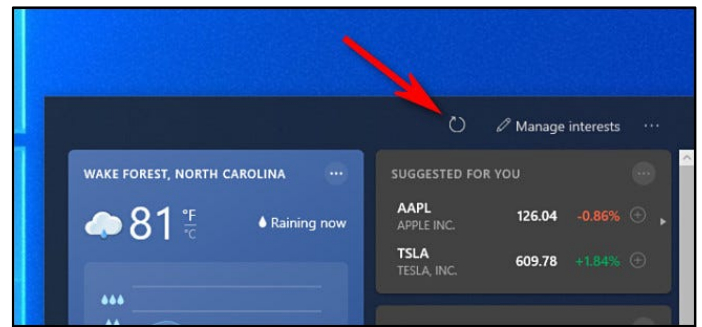 Manage interests ...
WAKE FOREST, NORTH CAROLINA ...
81 °F
°C
Raining now
SUGGESTED FOR YOU ...
AAPL 126.04 -0.86%
APPLE INC.
TSLA 609.78 +1.84%
TESLA, INC.